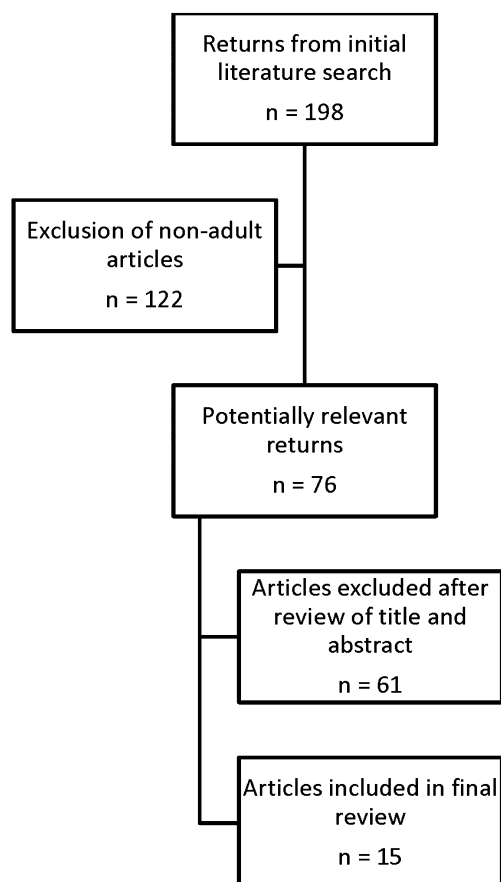 Returns from initial
literature search
n = 198
Exclusion of non-adult
articles
n = 122
Potentially relevant
returns
n = 76
Articles excluded after
review of title and
abstract
n = 61
Articles included in final
review
n = 15